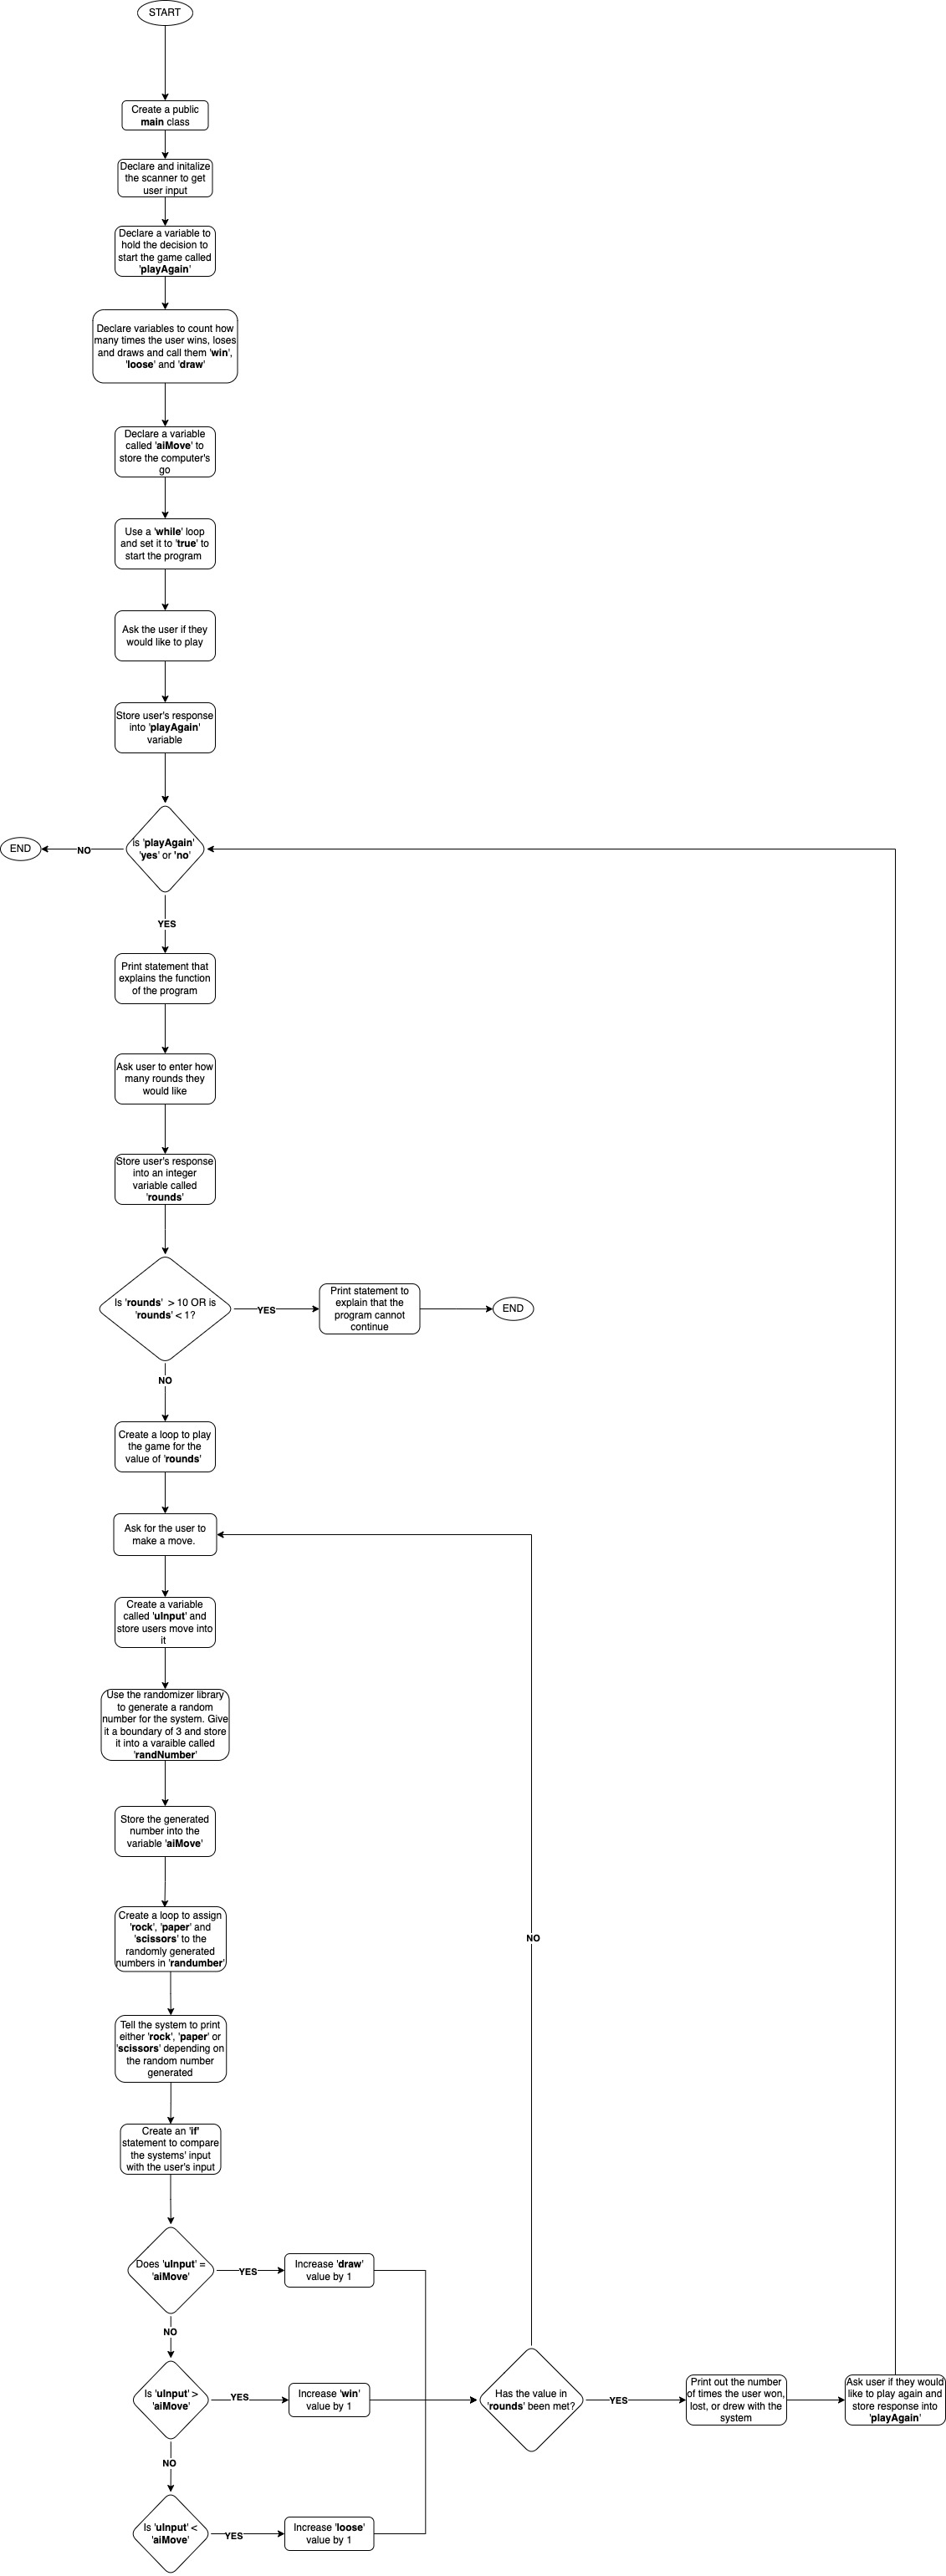 START
Create a public
main class
Declare and initalize
the scanner to get
user input
Declare a variable to
hold the decision to
start the game called
'playAgain'
Declare variables to count how
many times the user wins, loses
and draws and call them 'win',
'loose' and 'draw'
Declare a variable
called 'aiMove' to
store the computer's
go
Use a 'while' loop
and set it to 'true' to
start the program
Ask the user if they
would like to play
Store user's response
into 'playAgain'
variable
is 'playAgain'
'yes' or 'no'
NO
END
YES
Print statement that
explains the function
of the program
Ask user to enter how
many rounds they
would like
Store user's response
into an integer
variable called
'rounds'
Is 'rounds' > 10 OR is
'rounds' < 1?
YES
Print statement to
explain that the
program cannot
continue
END
NO
Create a loop to play
the game for the
value of 'rounds'
Ask for the user to
make a move.
Create a variable
called 'uInput' and
store users move into
it
Use the randomizer library
to generate a random
number for the system. Give
it a boundary of 3 and store
it into a varaible called
'randNumber'
Store the generated
number into the
variable 'aiMove'
Create a loop to assign
'rock', 'paper' and
'scissors' to the
randomly generated
numbers in 'randumber'
Tell the system to print
either 'rock', 'paper' or
'scissors' depending on
the random number
generated
Create an 'if'
statement to compare
the systems' input
with the user's input
Does 'uInput' =
'aiMove'
YES
Increase 'draw'
value by 1
NO
Is 'uInput' >
'aiMove'
YES
Increase 'win'
value by 1
NO
Is 'uInput' <
'aiMove'
YES
Increase 'loose'
value by 1
Has the value in
'rounds' been met?
NO
YES
Print out the number
of times the user won,
lost, or drew with the
system
Ask user if they would
like to play again and
store response into
'playAgain'